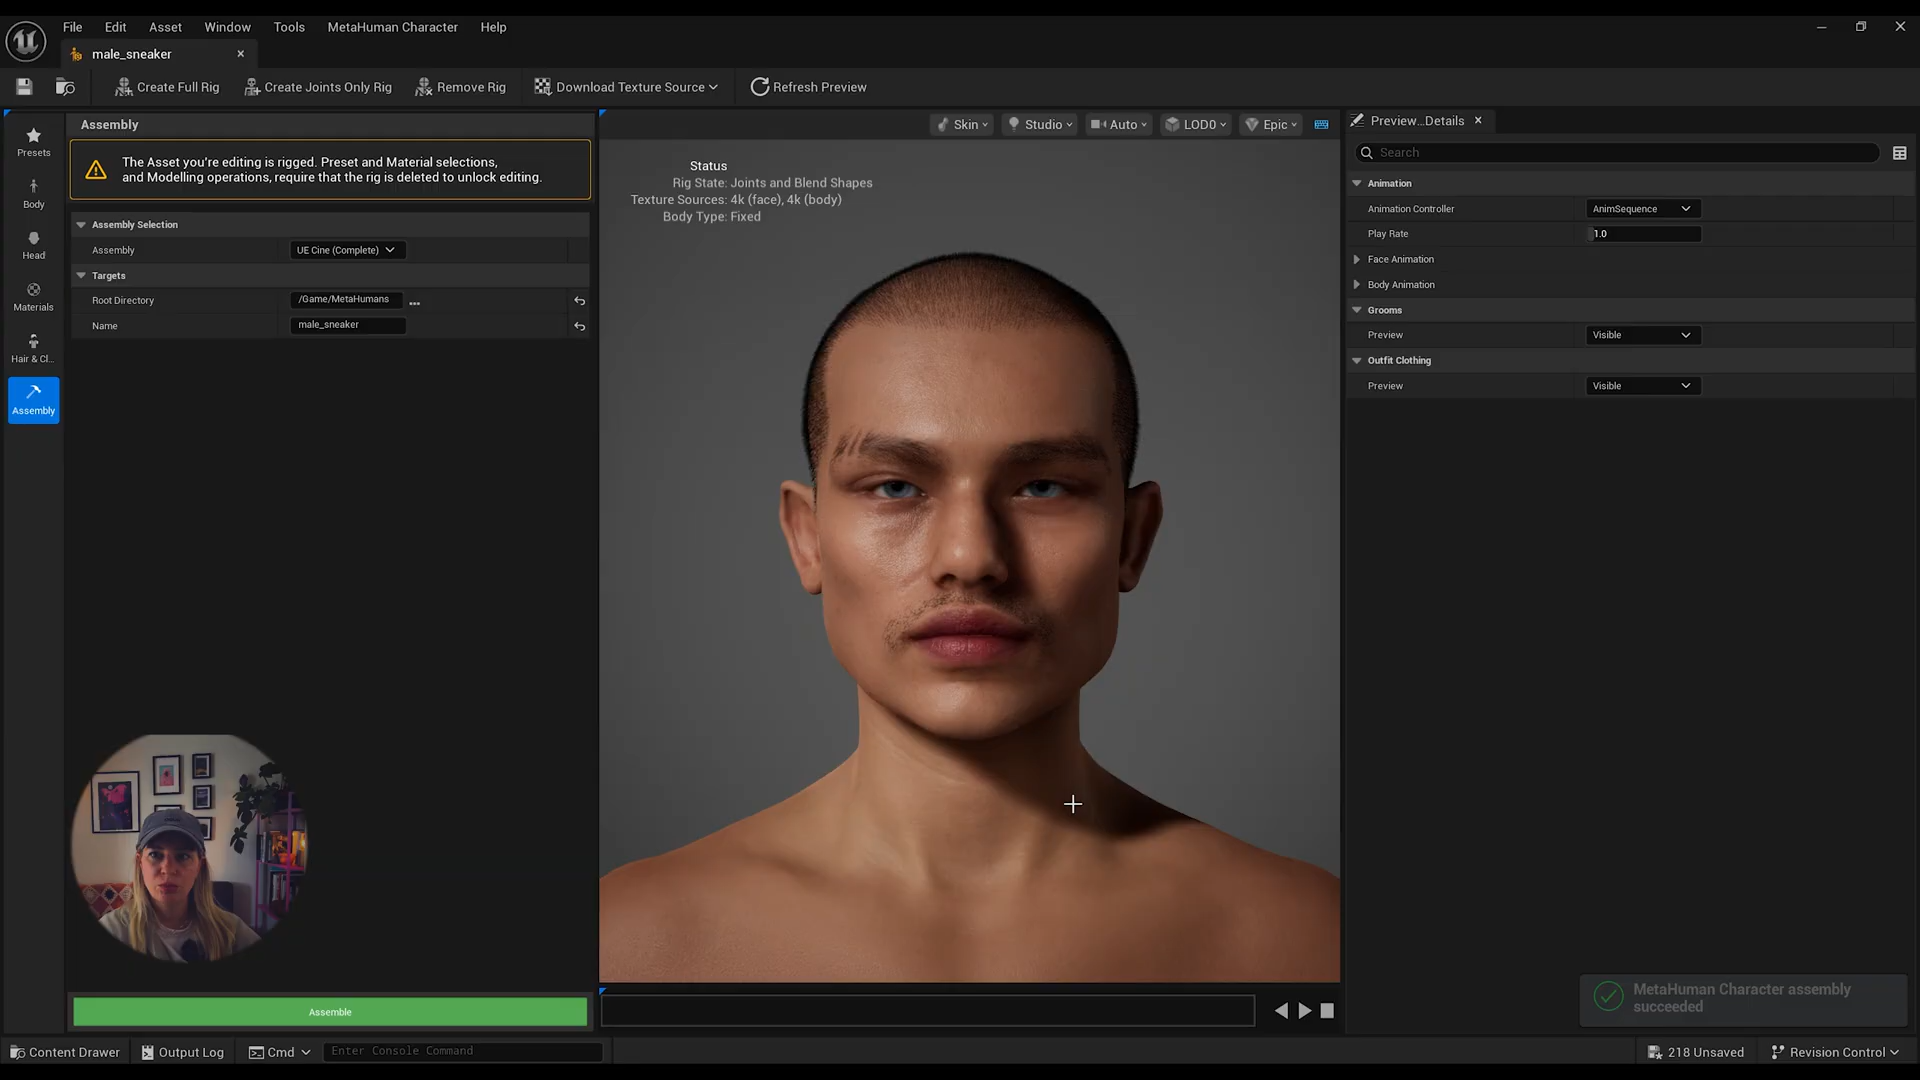 File
Edit
Asset
Window
Tools
MetaHuman Character
Help
male_sneaker
Create Full Rig
Create Joints Only Rig
Remove Rig
Download Texture Source
Refresh Preview
Presets
Body
Head
Materials
Hair & Cl...
Assembly
Assembly
The Asset you're editing is rigged. Preset and Material selections,
and Modelling operations, require that the rig is deleted to unlock editing.
Assembly Selection
Assembly
UE Cine (Complete)
Targets
Root Directory
/Game/MetaHumans
Name
male_sneaker
Assemble
Skin
Studio
Auto
LOD0
Epic
Status
Rig State: Joints and Blend Shapes
Texture Sources: 4k (face), 4k (body)
Body Type: Fixed
Preview...Details
Search
Animation
Animation Controller
AnimSequence
Play Rate
1.0
Face Animation
Body Animation
Grooms
Preview
Visible
Outfit Clothing
Preview
Visible
MetaHuman Character assembly
succeeded
Content Drawer
Output Log
Cmd
Enter Console Command
218 Unsaved
Revision Control